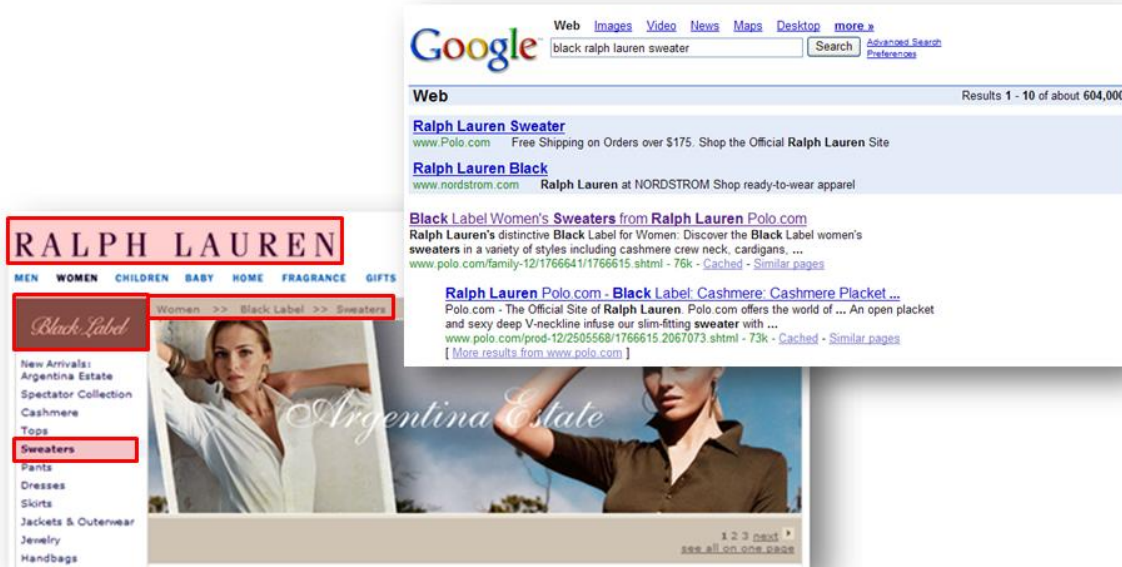 Google
Web Images Video News Maps Desktop more »
black ralph lauren sweater
Search
Advanced Search
Preferences
Web
Results 1 - 10 of about 604,000
Ralph Lauren Sweater
www.Polo.com Free Shipping on Orders over $175. Shop the Official Ralph Lauren Site
Ralph Lauren Black
www.nordstrom.com Ralph Lauren at NORDSTROM Shop ready-to-wear apparel
Black Label Women's Sweaters from Ralph Lauren Polo.com
Ralph Lauren's distinctive Black Label for Women: Discover the Black Label women's
sweaters in a variety of styles including cashmere crew neck, cardigans, ...
www.polo.com/family-12/1766641/1766615.shtml - 76k - Cached - Similar pages
Ralph Lauren Polo.com - Black Label: Cashmere: Cashmere Placket ...
Polo.com - The Official Site of Ralph Lauren. Polo.com offers the world of ... An open placket
and sexy deep V-neckline infuse our slim-fitting sweater with ...
www.polo.com/prod-12/2505568/1766615.2067073.shtml - 73k - Cached - Similar pages
[ More results from www.polo.com ]
RALPH LAUREN
MEN WOMEN CHILDREN BABY HOME FRAGRANCE GIFTS
Black Label
Women >> Black Label >> Sweaters
New Arrivals:
Argentina Estate
Spectator Collection
Cashmere
Tops
Sweaters
Pants
Dresses
Skirts
Jackets & Outerwear
Jewelry
Handbags
Argentina Estate
1 2 3 next
see all on one page